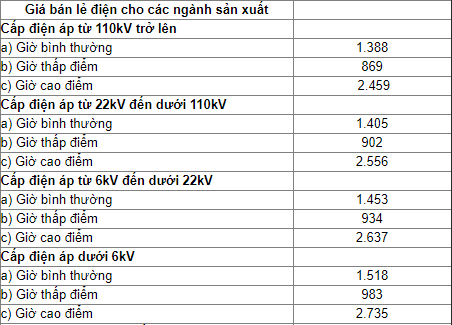 Giá bán lẻ điện cho các ngành sản xuất
Cấp điện áp từ 110kV trở lên
a) Giờ bình thường 1.388
b) Giờ thấp điểm 869
c) Giờ cao điểm 2.459
Cấp điện áp từ 22kV đến dưới 110kV
a) Giờ bình thường 1.405
b) Giờ thấp điểm 902
c) Giờ cao điểm 2.556
Cấp điện áp từ 6kV đến dưới 22kV
a) Giờ bình thường 1.453
b) Giờ thấp điểm 934
c) Giờ cao điểm 2.637
Cấp điện áp dưới 6kV
a) Giờ bình thường 1.518
b) Giờ thấp điểm 983
c) Giờ cao điểm 2.735